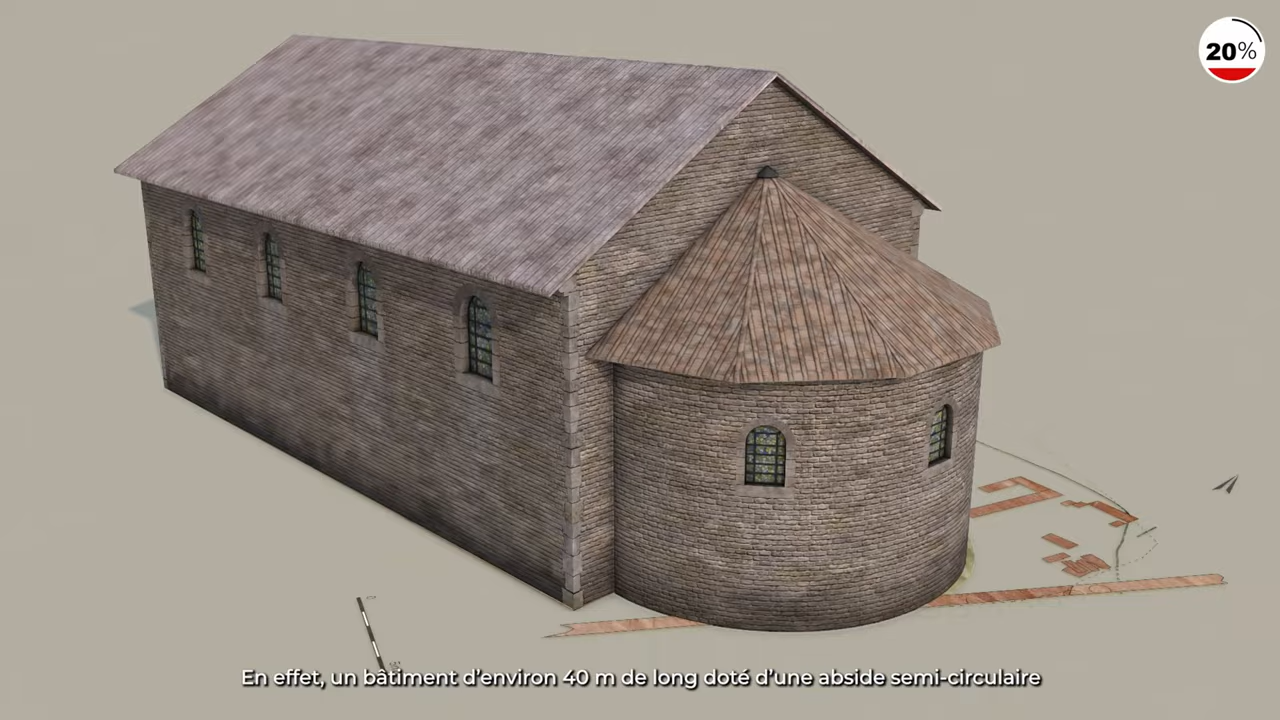 20%
En effet, un bâtiment d'environ 40 m de long doté d'une abside semi-circulaire